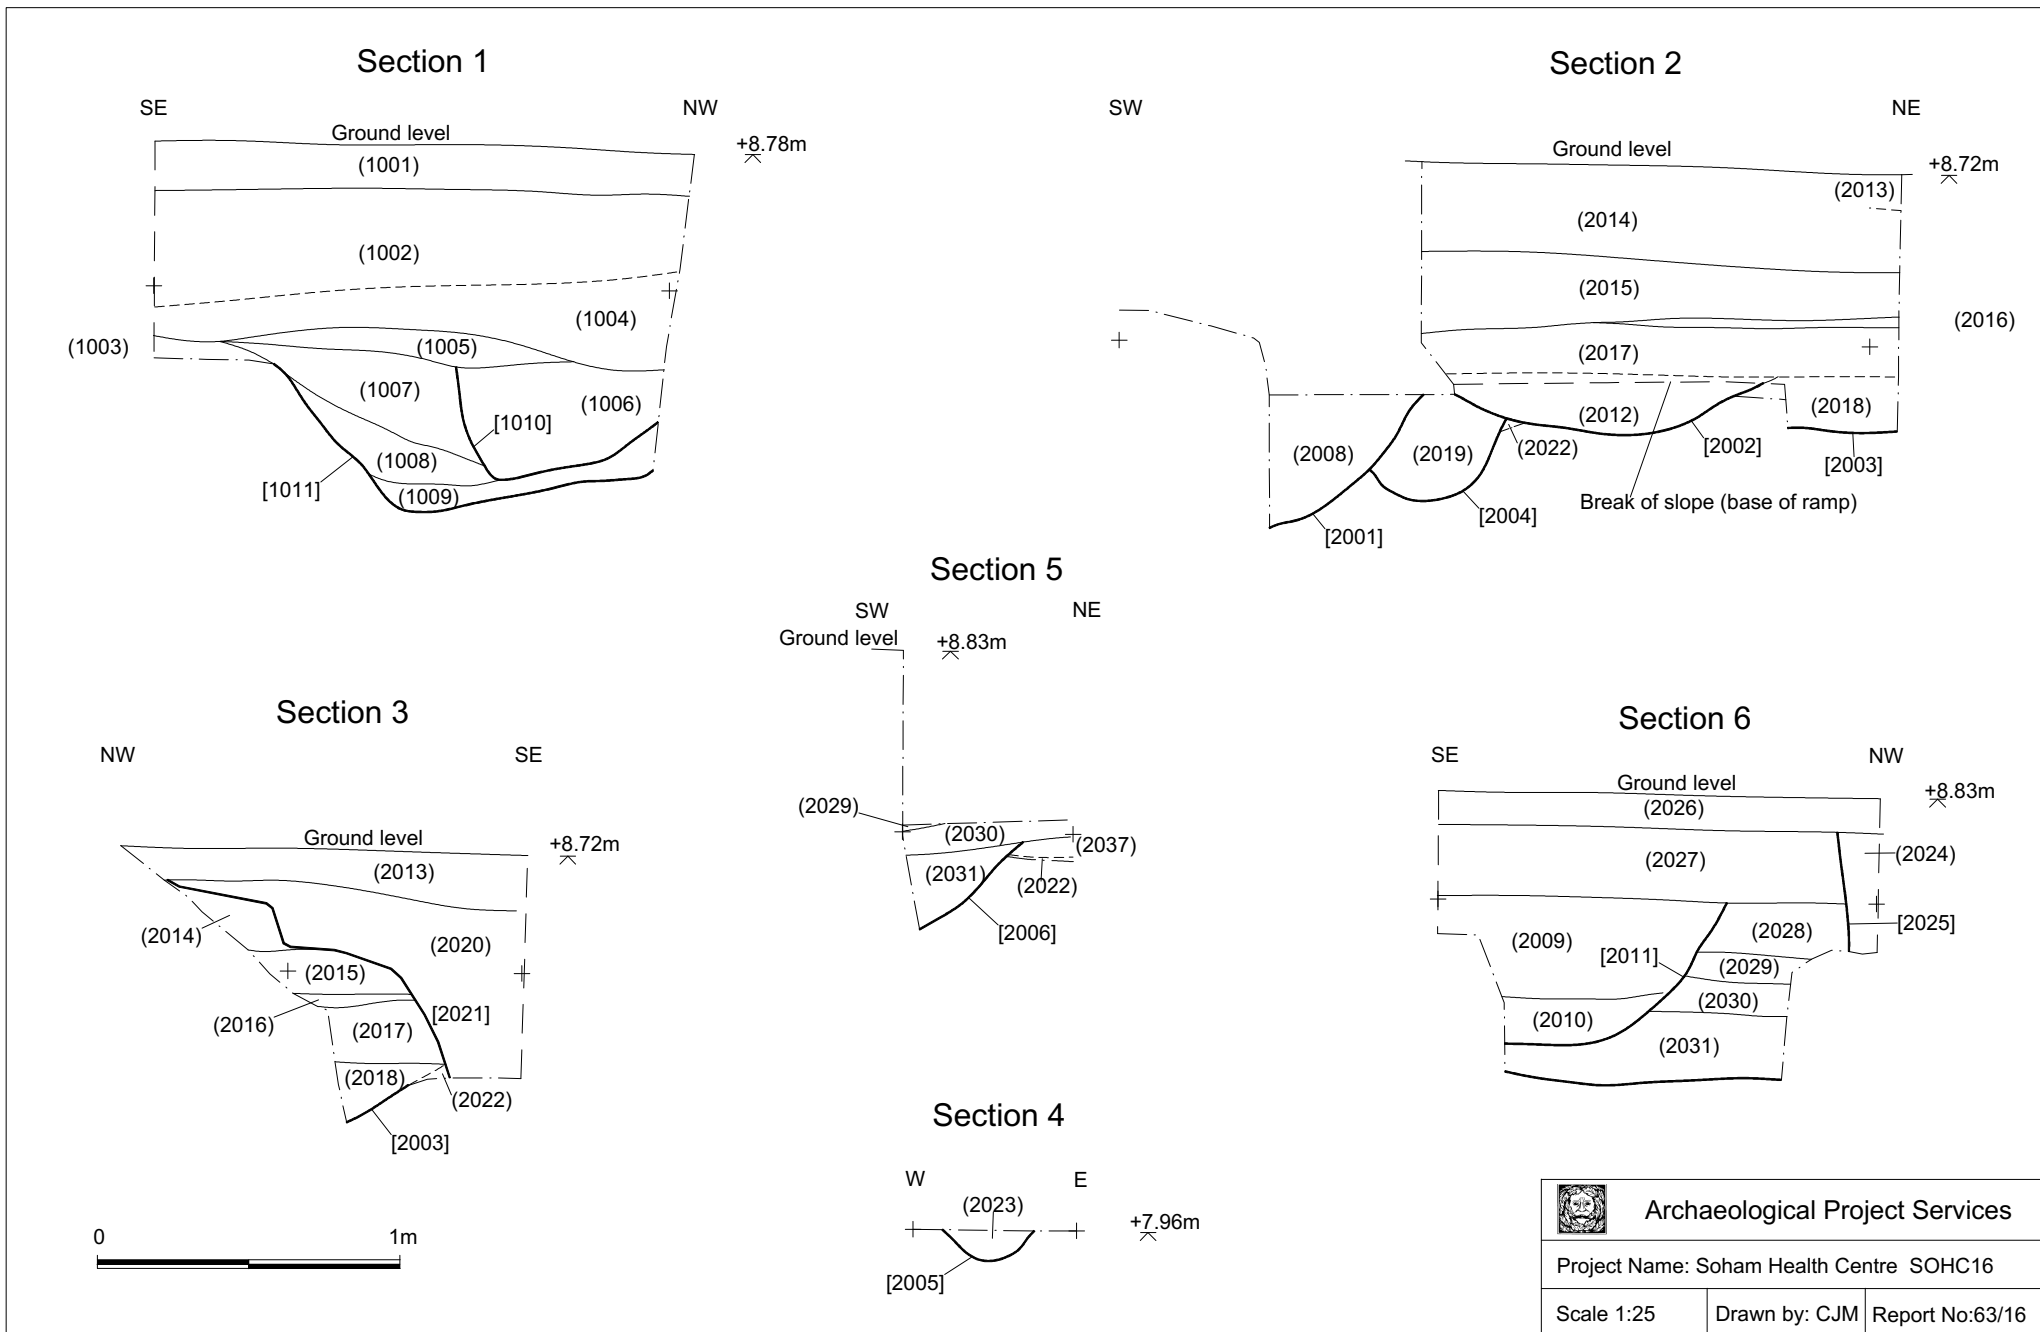 Section 1
SE
NW
Ground level
+8.78m
(1001)
(1002)
(1004)
(1003)
(1005)
(1007)
(1006)
[1010]
(1008)
[1011]
(1009)
Section 2
SW
NE
Ground level
+8.72m
(2013)
(2014)
(2015)
(2016)
(2017)
(2012)
(2018)
(2008)
(2019)
(2022)
[2002]
[2003]
Break of slope (base of ramp)
[2004]
[2001]
Section 5
SW
NE
Ground level
+8.83m
(2029)
(2030)
(2037)
(2031)
(2022)
[2006]
Section 3
NW
SE
Ground level
+8.72m
(2013)
(2014)
(2020)
(2015)
(2016)
[2021]
(2017)
(2018)
(2022)
[2003]
Section 6
SE
NW
Ground level
+8.83m
(2026)
(2027)
(2024)
[2025]
(2009)
(2028)
[2011]
(2029)
(2030)
(2010)
(2031)
Section 4
W
E
(2023)
+7.96m
[2005]
0
1m
Archaeological Project Services
Project Name: Soham Health Centre SOHC16
Scale 1:25
Drawn by: CJM
Report No:63/16